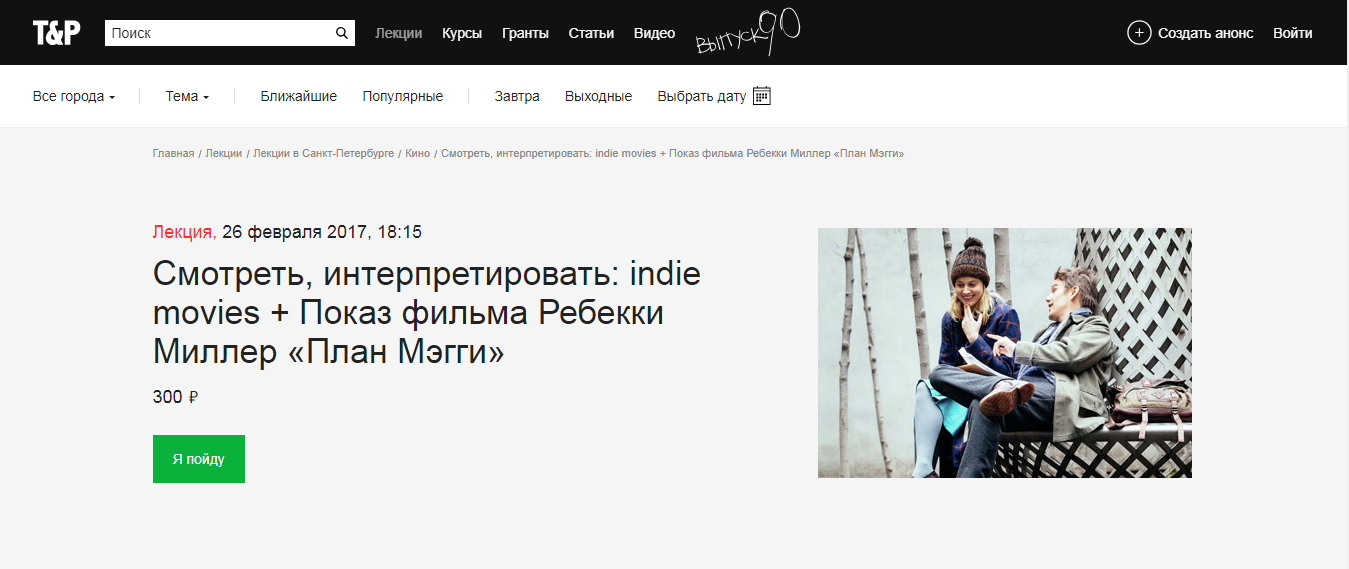 T&P
Поиск
Лекции Курсы Гранты Статьи Видео
Выпуск90
Создать анонс Войти
Все города
Тема
Ближайшие Популярные
Завтра Выходные Выбрать дату
Главная / Лекции / Лекции в Санкт-Петербурге / Кино / Смотреть, интерпретировать: indie movies + Показ фильма Ребекки Миллер «План Мэгги»
Лекция, 26 февраля 2017, 18:15
Смотреть, интерпретировать: indie
movies + Показ фильма Ребекки
Миллер «План Мэгги»
300 ₽
Я пойду